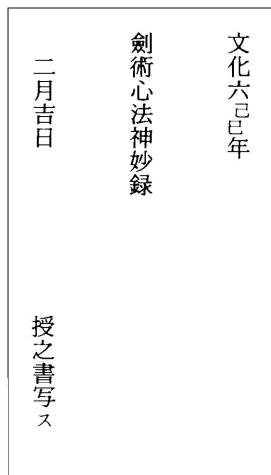 文化六己巳年
劍術心法神妙録
二月吉日　授之書写ス